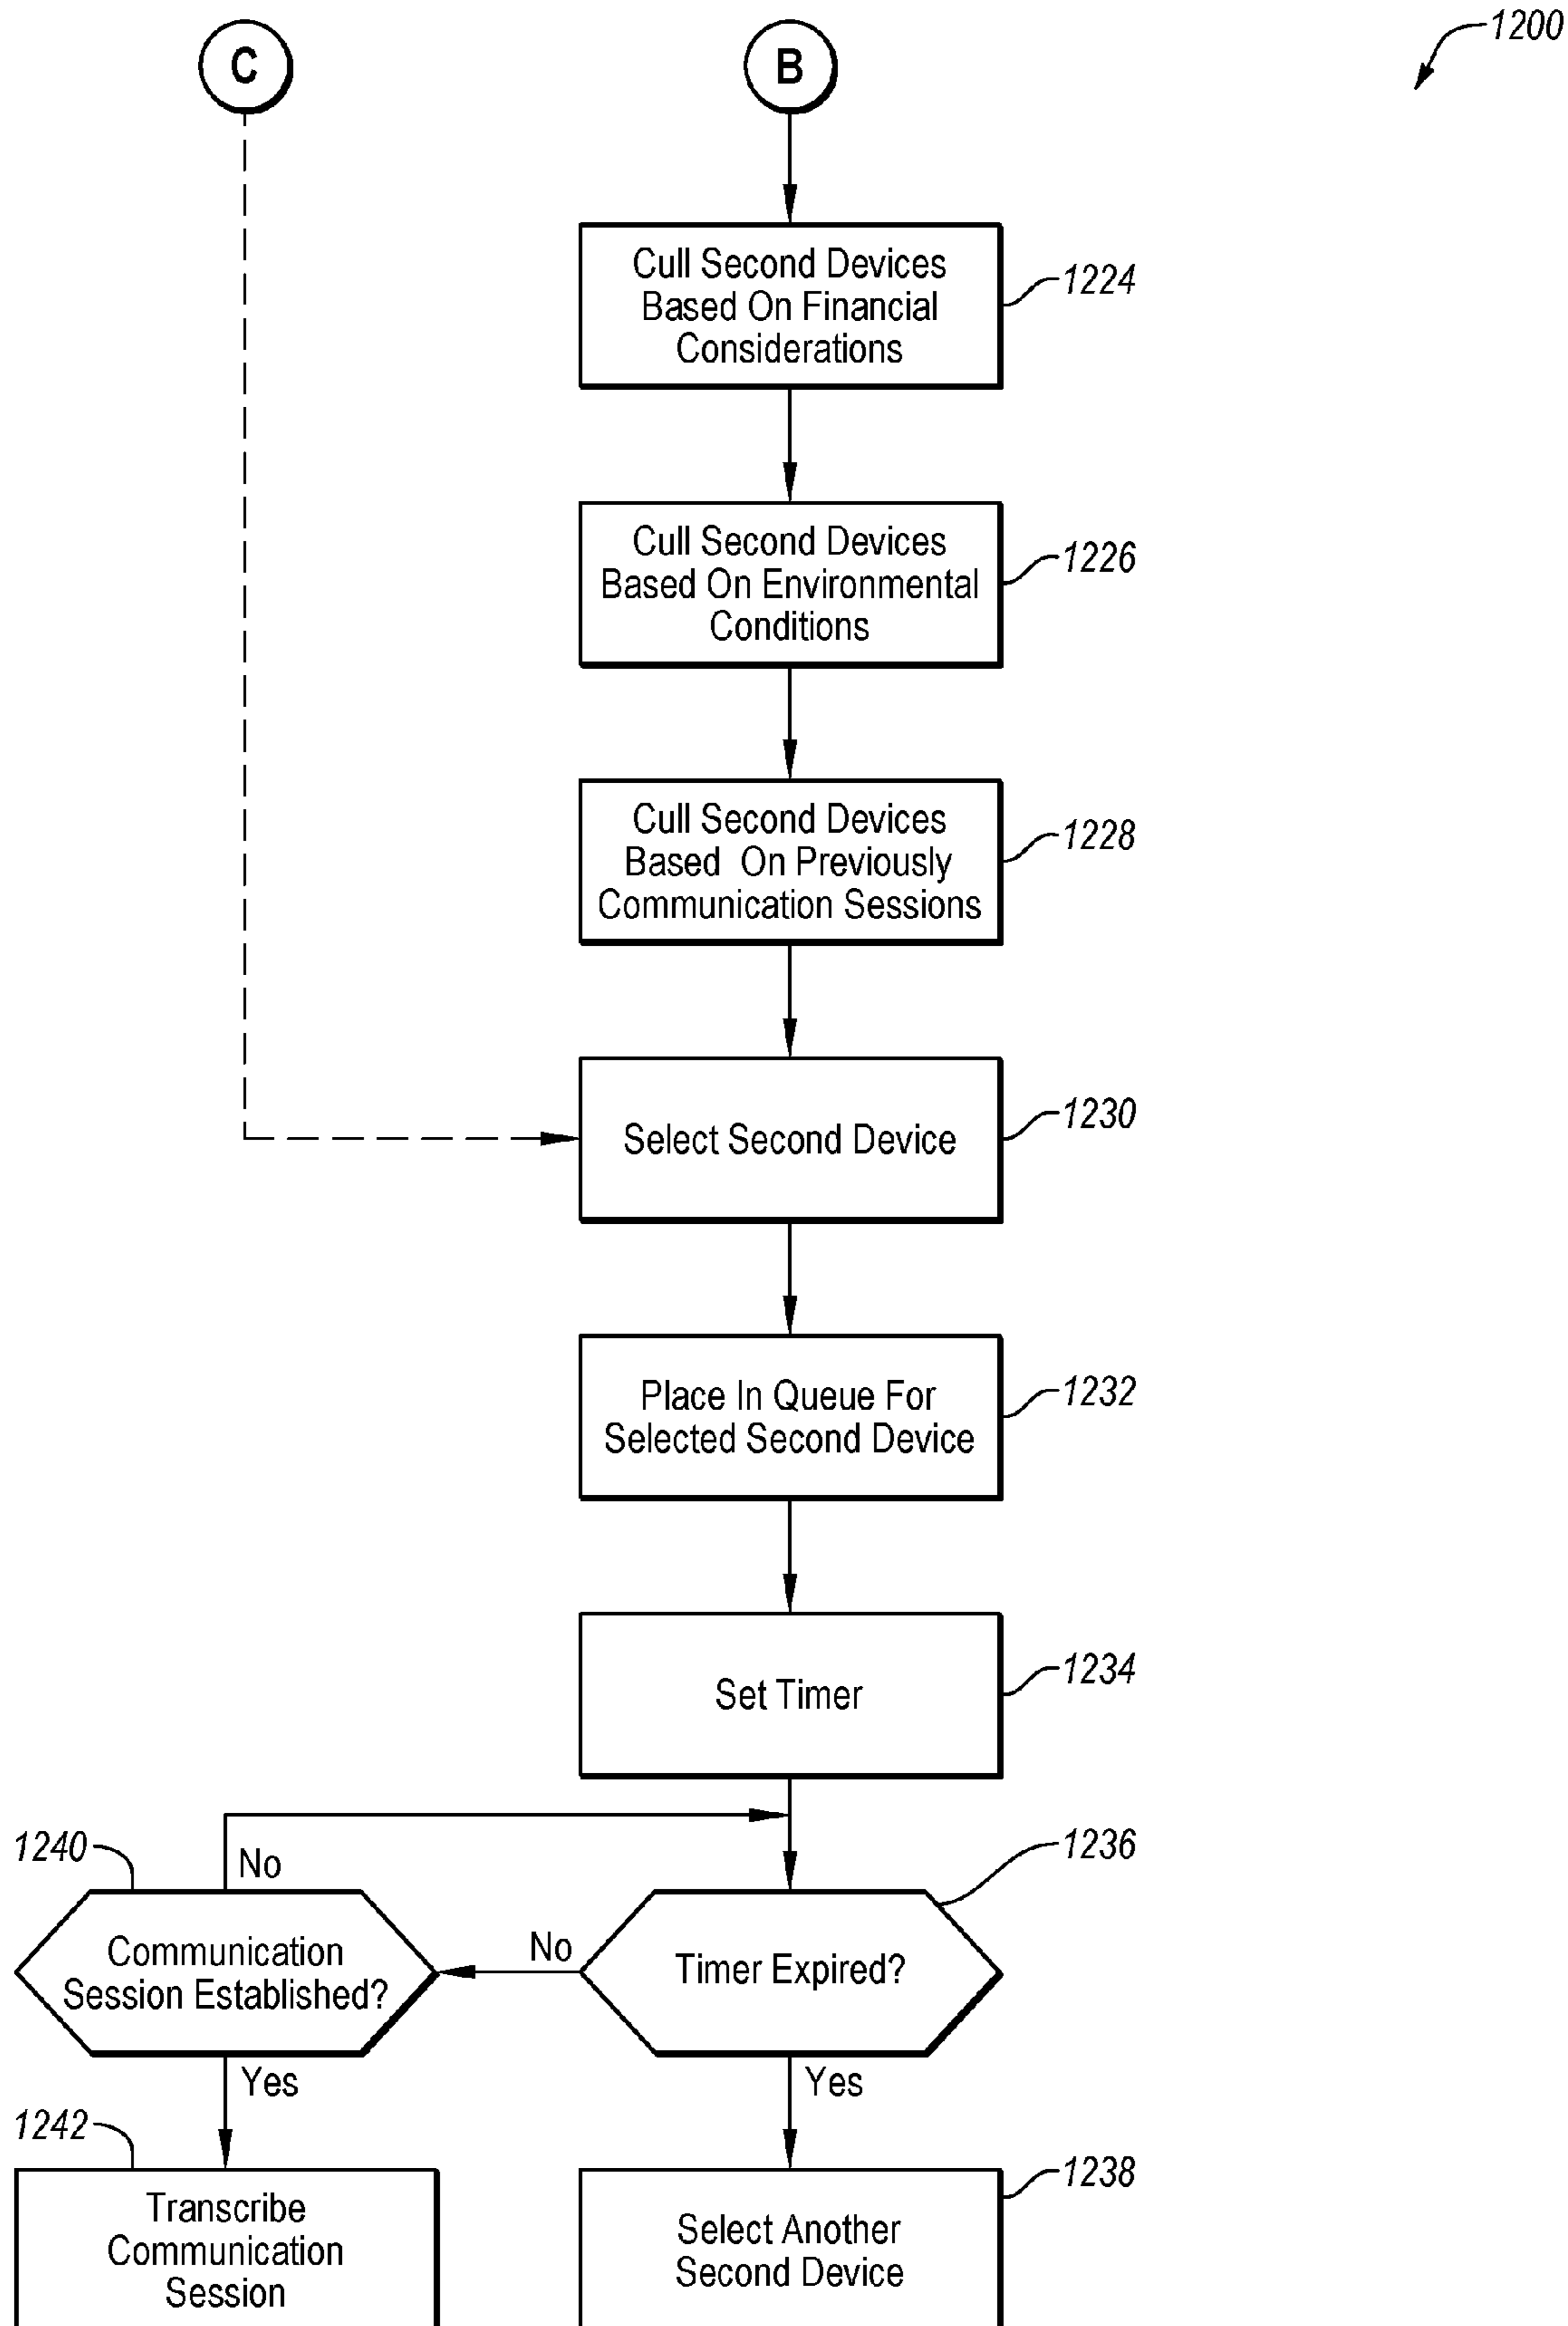 C
B
1200
Cull Second Devices
Based On Financial
Considerations
1224
Cull Second Devices
Based On Environmental
Conditions
1226
Cull Second Devices
Based On Previously
Communication Sessions
1228
Select Second Device
1230
Place In Queue For
Selected Second Device
1232
Set Timer
1234
1240
No
Communication
Session Established?
No
Timer Expired?
1236
Yes
Yes
1242
Transcribe
Communication
Session
Select Another
Second Device
1238